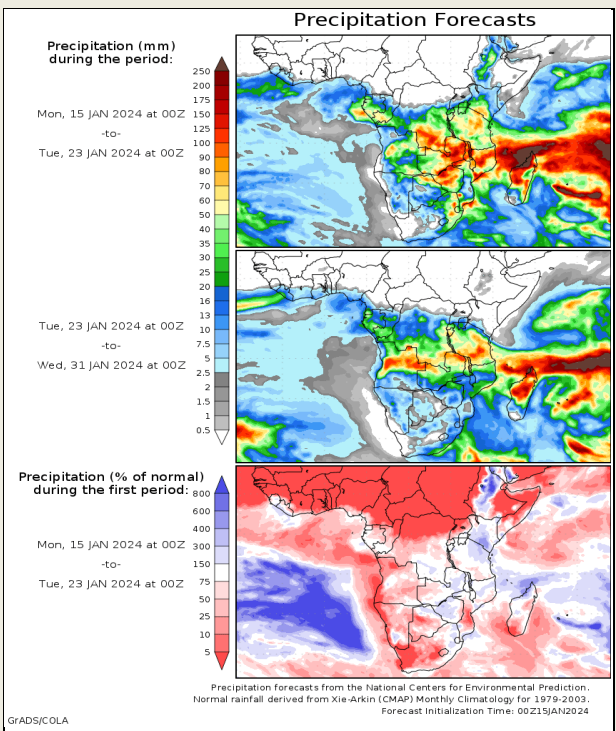 Precipitation Forecasts
Precipitation (mm)
during the period:
250
200
175
150
125
100
90
80
70
60
50
40
35
30
25
20
16
13
10
7.5
5
2.5
2
1.5
1
0.5
Mon, 15 JAN 2024 at 00Z
-to-
Tue, 23 JAN 2024 at 00Z
Tue, 23 JAN 2024 at 00Z
-to-
Wed, 31 JAN 2024 at 00Z
Precipitation (% of normal)
during the first period:
800
600
400
300
150
75
50
25
10
5
Mon, 15 JAN 2024 at 00Z
-to-
Tue, 23 JAN 2024 at 00Z
Precipitation forecasts from the National Centers for Environmental Prediction.
Normal rainfall derived from Xie-Arkin (CMAP) Monthly Climatology for 1979-2003.
Forecast Initialization Time: 00Z15JAN2024
GrADS/COLA